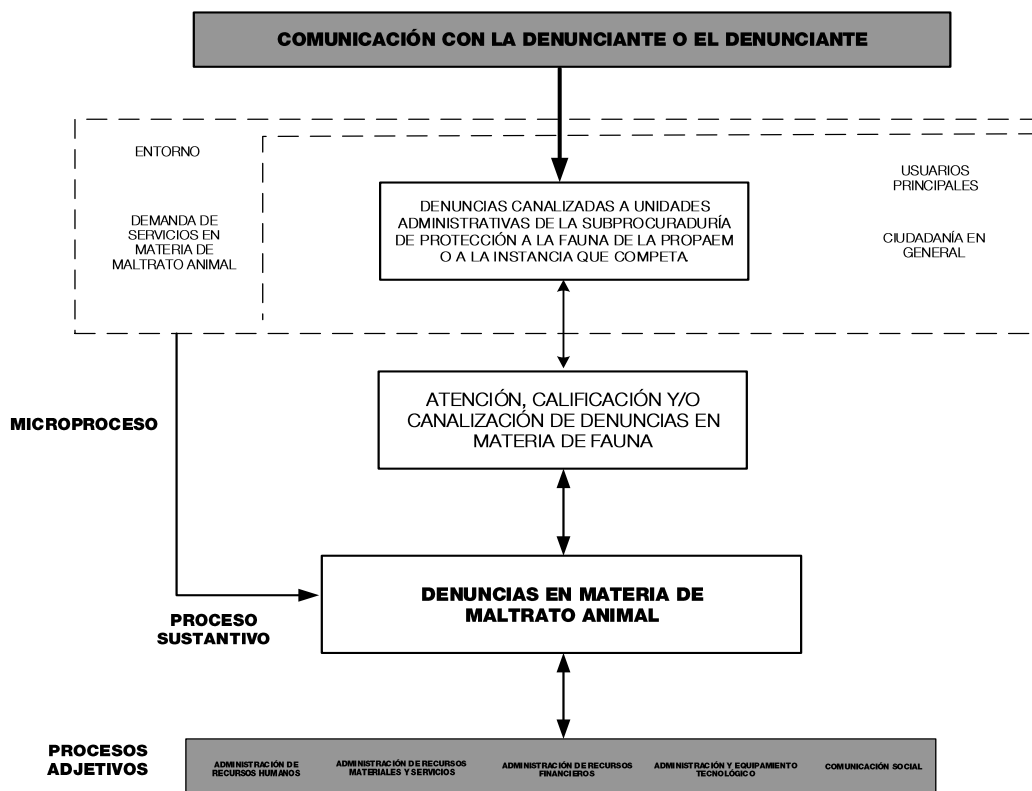 COMUNICACIÓN CON LA DENUNCIANTE O EL DENUNCIANTE
ENTORNO
DEMANDA DE
SERVICIOS EN
MATERIA DE
MALTRATO ANIMAL
DENUNCIAS CANALIZADAS A UNIDADES
ADMINISTRATIVAS DE LA SUBPROCURADURÍA
DE PROTECCIÓN A LA FAUNA DE LA PROPAEM
O A LA INSTANCIA QUE COMPETA.
USUARIOS
PRINCIPALES
CIUDADANÍA EN
GENERAL
MICROPROCESO
ATENCIÓN, CALIFICACIÓN Y/O
CANALIZACIÓN DE DENUNCIAS EN
MATERIA DE FAUNA
PROCESO
SUSTANTIVO
DENUNCIAS EN MATERIA DE
MALTRATO ANIMAL
PROCESOS
ADJETIVOS
ADMINISTRACIÓN DE
RECURSOS HUMANOS
ADMINISTRACIÓN DE RECURSOS
MATERIALES Y SERVICIOS
ADMINISTRACIÓN DE RECURSOS
FINANCIEROS
ADMINISTRACIÓN Y EQUIPAMIENTO
TECNOLÓGICO
COMUNICACIÓN SOCIAL